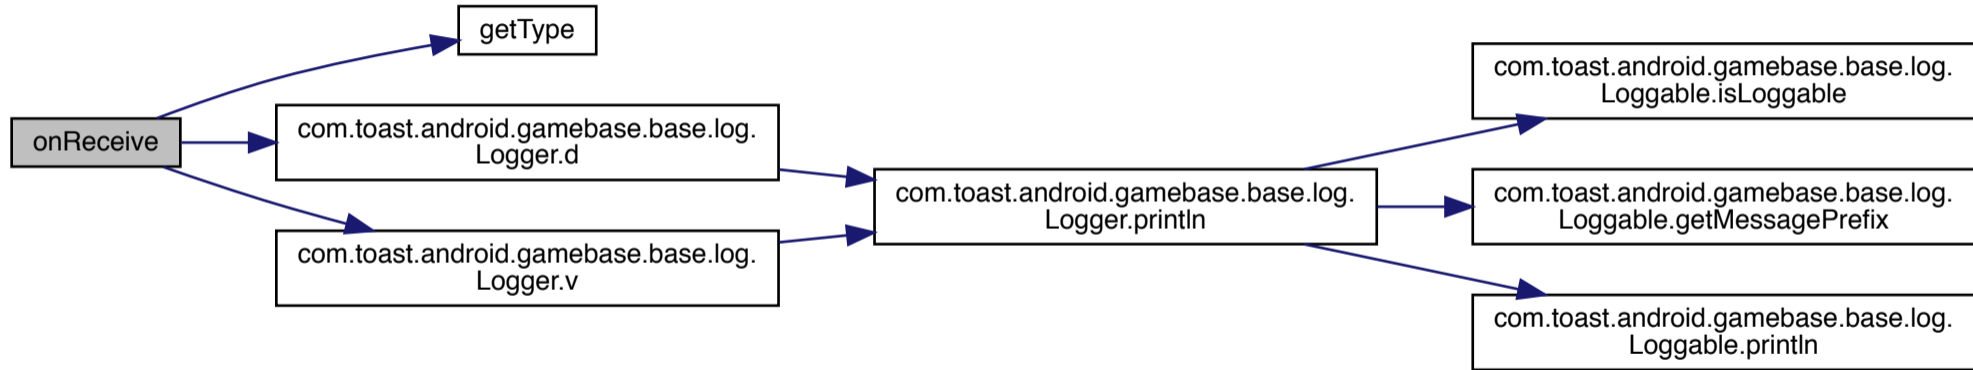 getType
onReceive
com.toast.android.gamebase.base.log.
Logger.d
com.toast.android.gamebase.base.log.
Logger.v
com.toast.android.gamebase.base.log.
Logger.println
com.toast.android.gamebase.base.log.
Loggable.isLoggable
com.toast.android.gamebase.base.log.
Loggable.getMessagePrefix
com.toast.android.gamebase.base.log.
Loggable.println